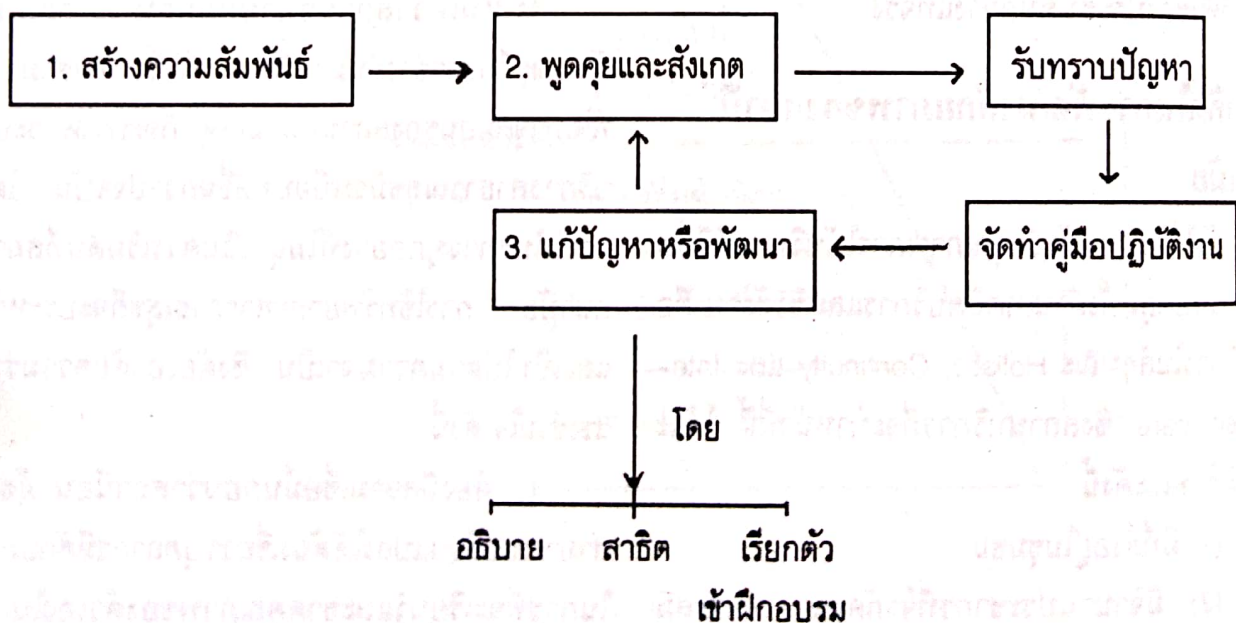 1. สร้างความสัมพันธ์
2. พูดคุยและสังเกต
รับทราบปัญหา
3. แก้ปัญหาหรือพัฒนา
จัดทำคู่มือปฏิบัติงาน
โดย
อธิบาย สาธิต เรียกตัว
เข้าฝึกอบรม